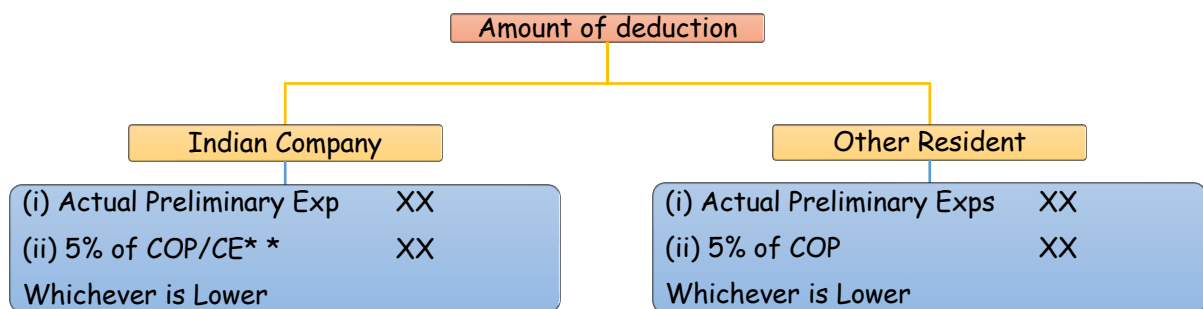 Amount of deduction
Indian Company
(i) Actual Preliminary Exp XX
(ii) 5% of COP/CE* * XX
Whichever is Lower
Other Resident
(i) Actual Preliminary Exps XX
(ii) 5% of COP XX
Whichever is Lower